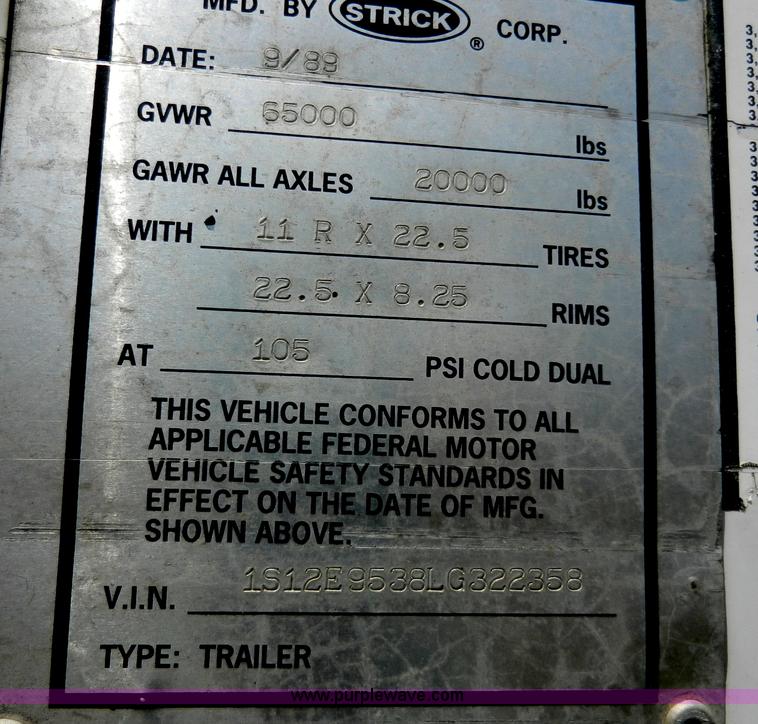 MFD. BY STRICK ® CORP.
DATE: 9/89
GVWR 65000 lbs
GAWR ALL AXLES 20000 lbs
WITH 11 R X 22.5 TIRES
22.5 X 8.25 RIMS
AT 105 PSI COLD DUAL
THIS VEHICLE CONFORMS TO ALL
APPLICABLE FEDERAL MOTOR
VEHICLE SAFETY STANDARDS IN
EFFECT ON THE DATE OF MFG.
SHOWN ABOVE.
V.I.N. 1S12E9538LG322358
TYPE: TRAILER
www.purplewave.com